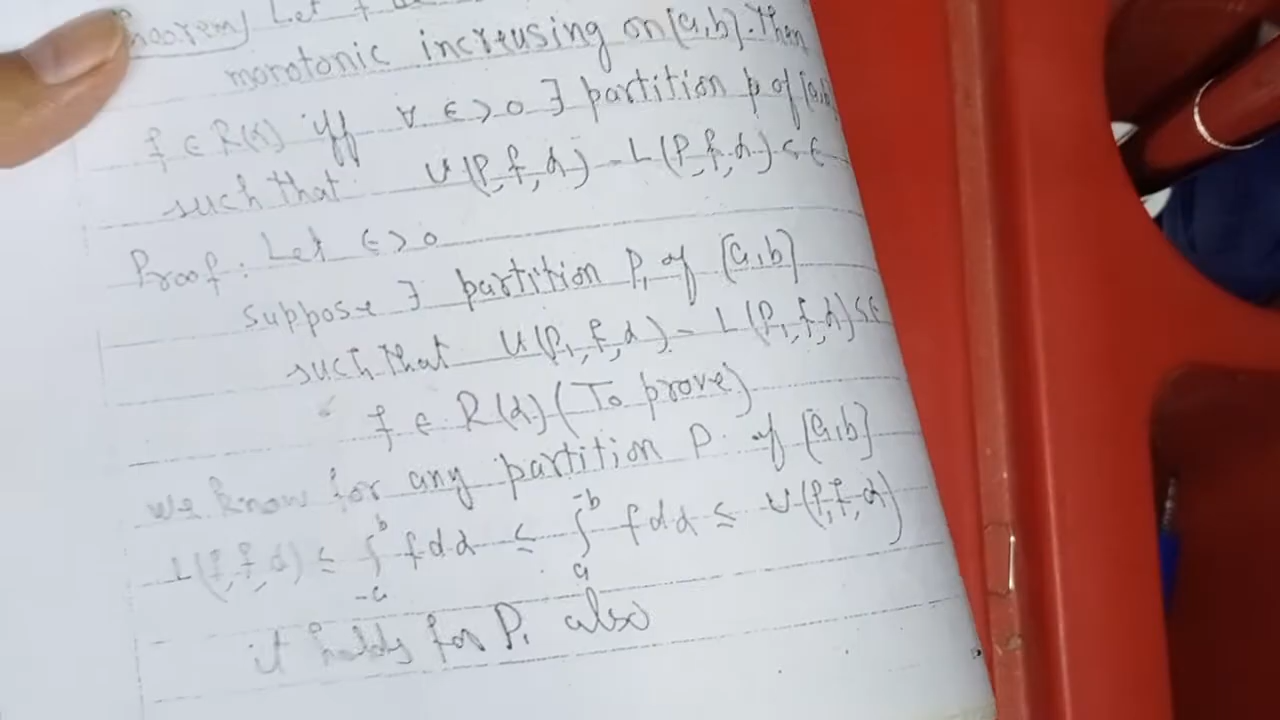 Theorem) Let f be
monotonic increasing on [a,b]. Then
f ∈ R(α) iff ∀ ε > 0 ∃ partition p of [a,b
such that U(P, f, α) - L(P, f, α) < ε
Proof: Let ε > 0
suppose ∃ partition P₁ of [a,b]
such that U(P₁, f, α) - L(P₁, f, α) < ε
f ∈ R(α) (To prove)
we know for any partition P. of [a,b]
L(P, f, α) ≤ ∫₋ₐᵇ f dα ≤ ∫ₐ⁻ᵇ f dα ≤ U(P, f, α)
it holds for P₁ also